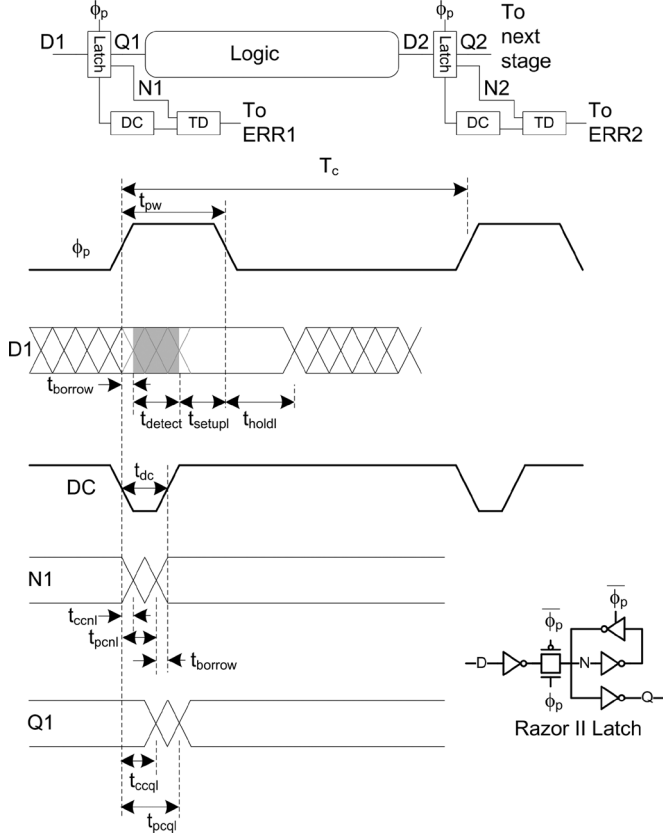 ϕp
ϕp
To
next
stage
D1
Latch
Q1
Logic
D2
Latch
Q2
N1
N2
DC
TD
To
ERR1
DC
TD
To
ERR2
Tc
tpw
ϕp
D1
tborrow
tdetect
tsetupl
tholdl
DC
tdc
N1
tccnl
tpcnl
tborrow
ϕp
ϕp
D
N
ϕp
Q
Razor II Latch
Q1
tccql
tpcql